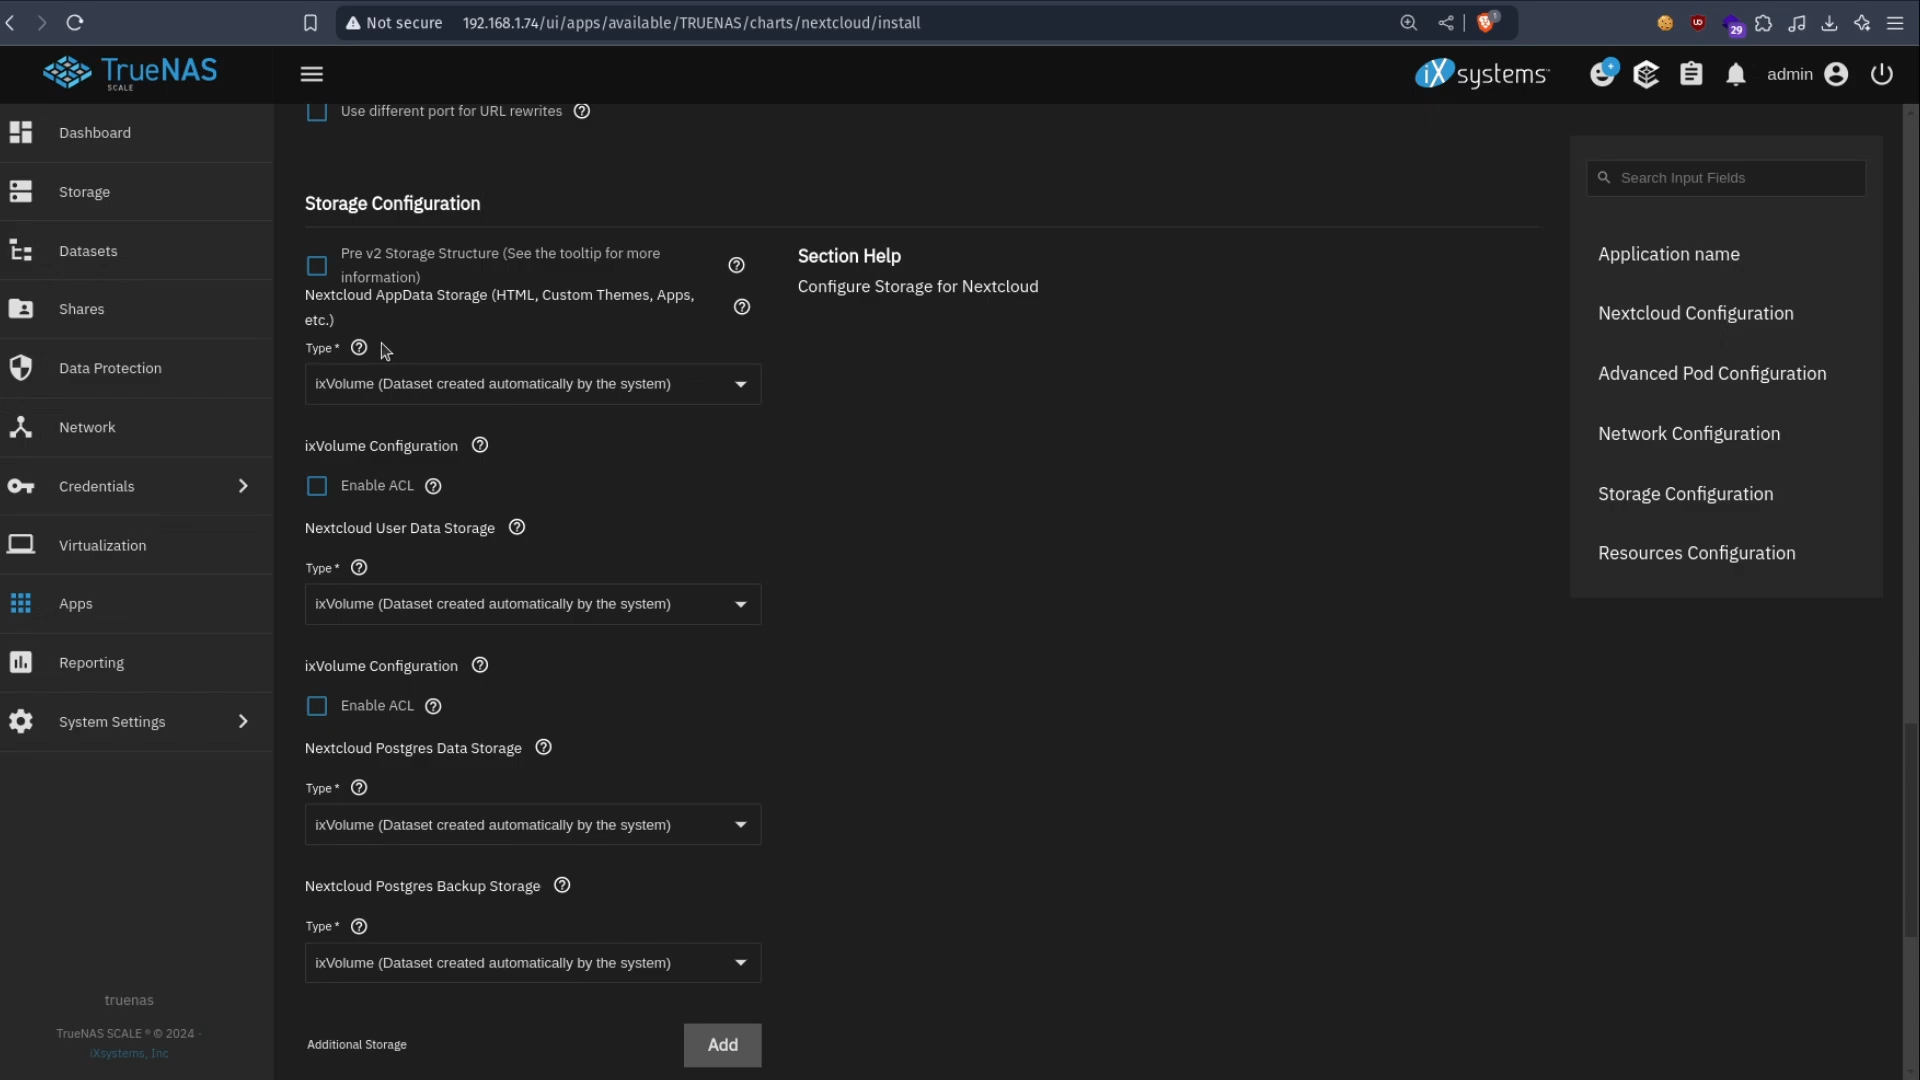 Not secure 192.168.1.74/ui/apps/available/TRUENAS/charts/nextcloud/install
1
UD
29
TrueNAS
SCALE
iXsystems
admin
Dashboard
Storage
Datasets
Shares
Data Protection
Network
Credentials
Virtualization
Apps
Reporting
System Settings
truenas
TrueNAS SCALE ® © 2024 -
iXsystems, Inc
Use different port for URL rewrites
Storage Configuration
Pre v2 Storage Structure (See the tooltip for more
information)
Nextcloud AppData Storage (HTML, Custom Themes, Apps,
etc.)
Type *
ixVolume (Dataset created automatically by the system)
ixVolume Configuration
Enable ACL
Nextcloud User Data Storage
Type *
ixVolume (Dataset created automatically by the system)
ixVolume Configuration
Enable ACL
Nextcloud Postgres Data Storage
Type *
ixVolume (Dataset created automatically by the system)
Nextcloud Postgres Backup Storage
Type *
ixVolume (Dataset created automatically by the system)
Additional Storage
Add
Section Help
Configure Storage for Nextcloud
Search Input Fields
Application name
Nextcloud Configuration
Advanced Pod Configuration
Network Configuration
Storage Configuration
Resources Configuration